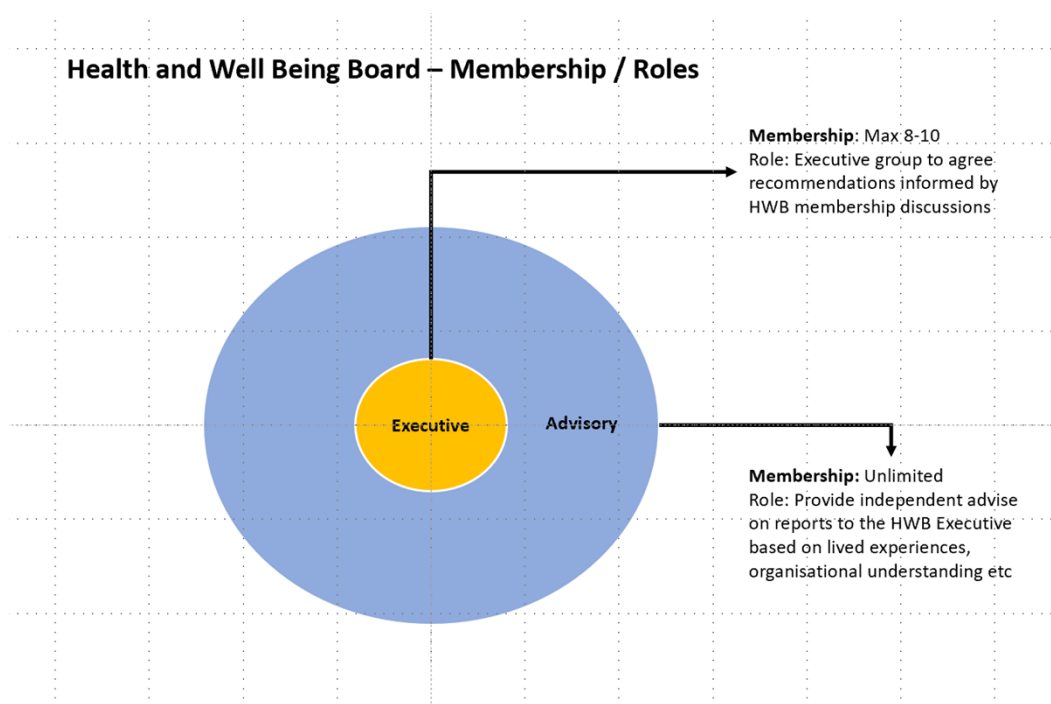 Health and Well Being Board – Membership / Roles
Membership: Max 8-10
Role: Executive group to agree
recommendations informed by
HWB membership discussions
Executive
Advisory
Membership: Unlimited
Role: Provide independent advise
on reports to the HWB Executive
based on lived experiences,
organisational understanding etc